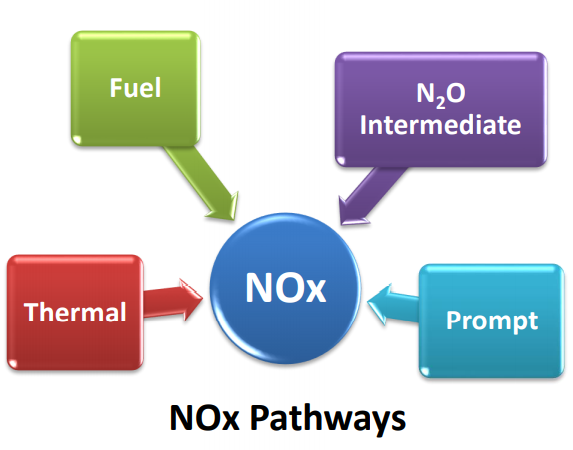 Fuel
N₂O
Intermediate
NOx
Thermal
Prompt
NOx Pathways